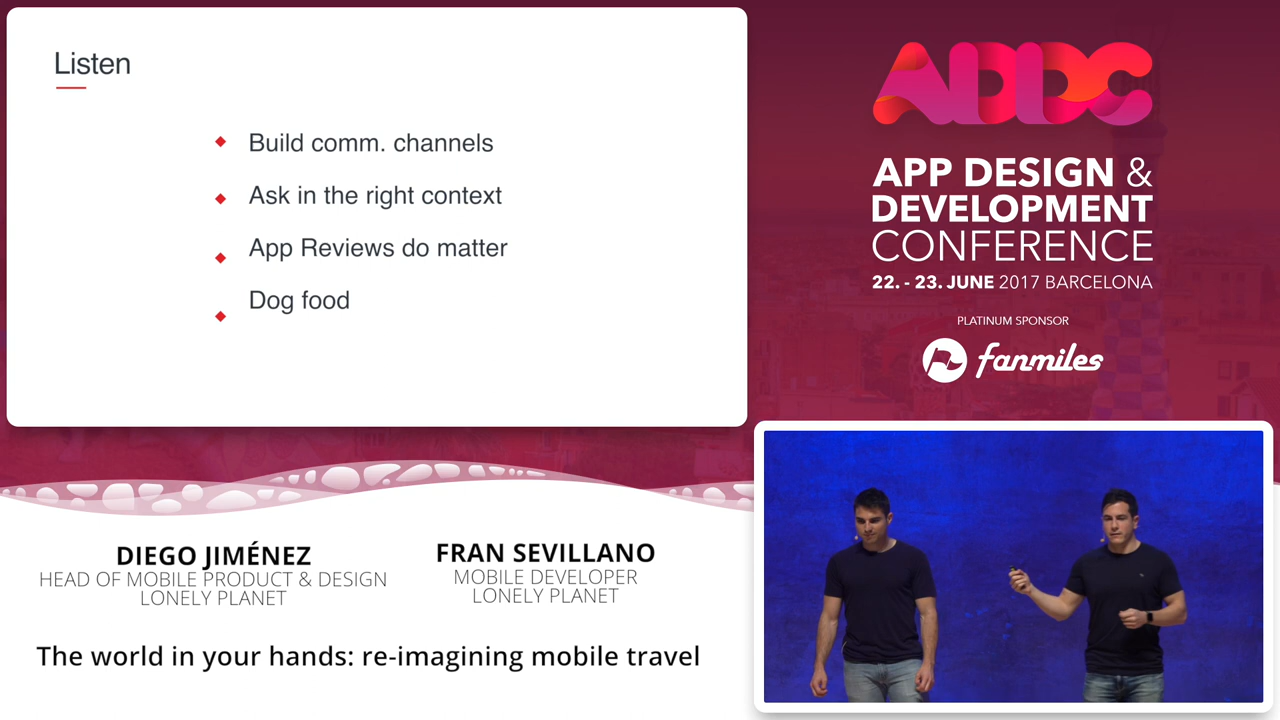 Listen
Build comm. channels
Ask in the right context
App Reviews do matter
Dog food
ADDC
APP DESIGN &
DEVELOPMENT
CONFERENCE
22. - 23. JUNE 2017 BARCELONA
PLATINUM SPONSOR
fanmiles
DIEGO JIMÉNEZ
HEAD OF MOBILE PRODUCT & DESIGN
LONELY PLANET
FRAN SEVILLANO
MOBILE DEVELOPER
LONELY PLANET
The world in your hands: re-imagining mobile travel